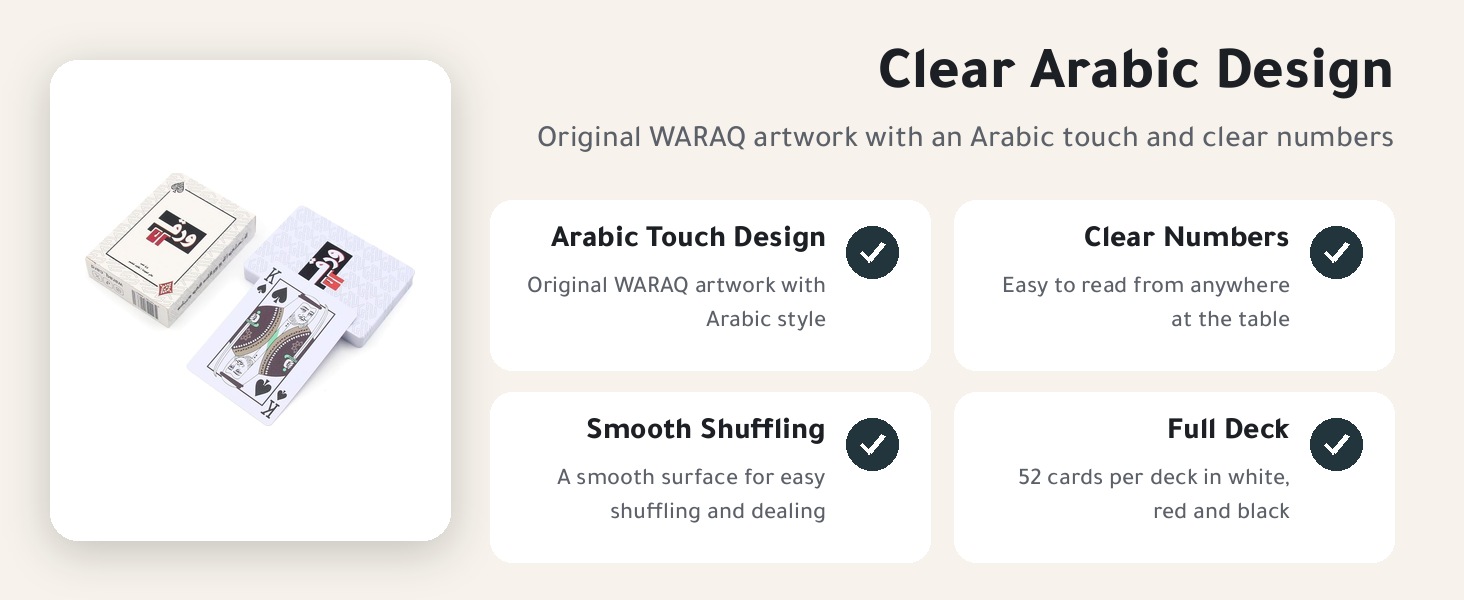 Clear Arabic Design
Original WARAQ artwork with an Arabic touch and clear numbers
Arabic Touch Design
Original WARAQ artwork with
Arabic style
Clear Numbers
Easy to read from anywhere
at the table
Smooth Shuffling
A smooth surface for easy
shuffling and dealing
Full Deck
52 cards per deck in white,
red and black
ورق
K
K